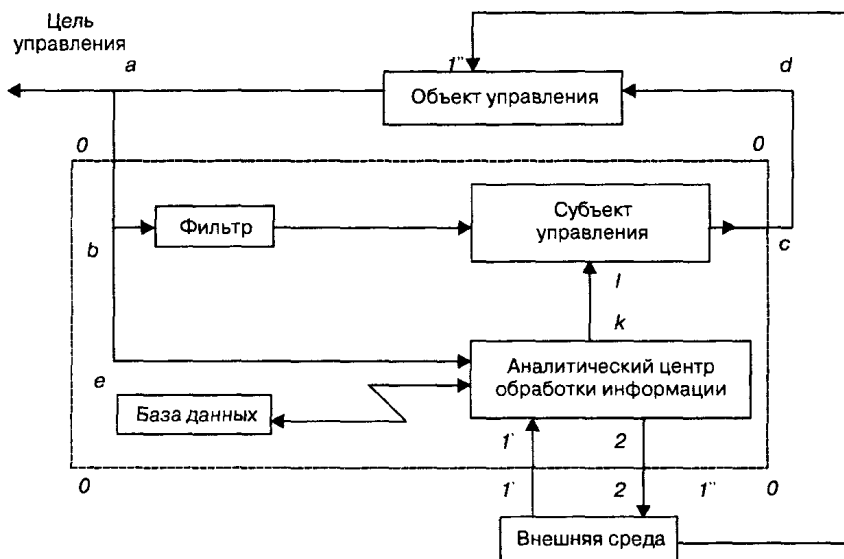 Цель
управления
a
1''
d
Объект управления
0
0
Фильтр
Субъект
управления
b
c
l
k
Аналитический центр
обработки информации
e
База данных
1'
2
0
1'
2
1''
0
Внешняя среда